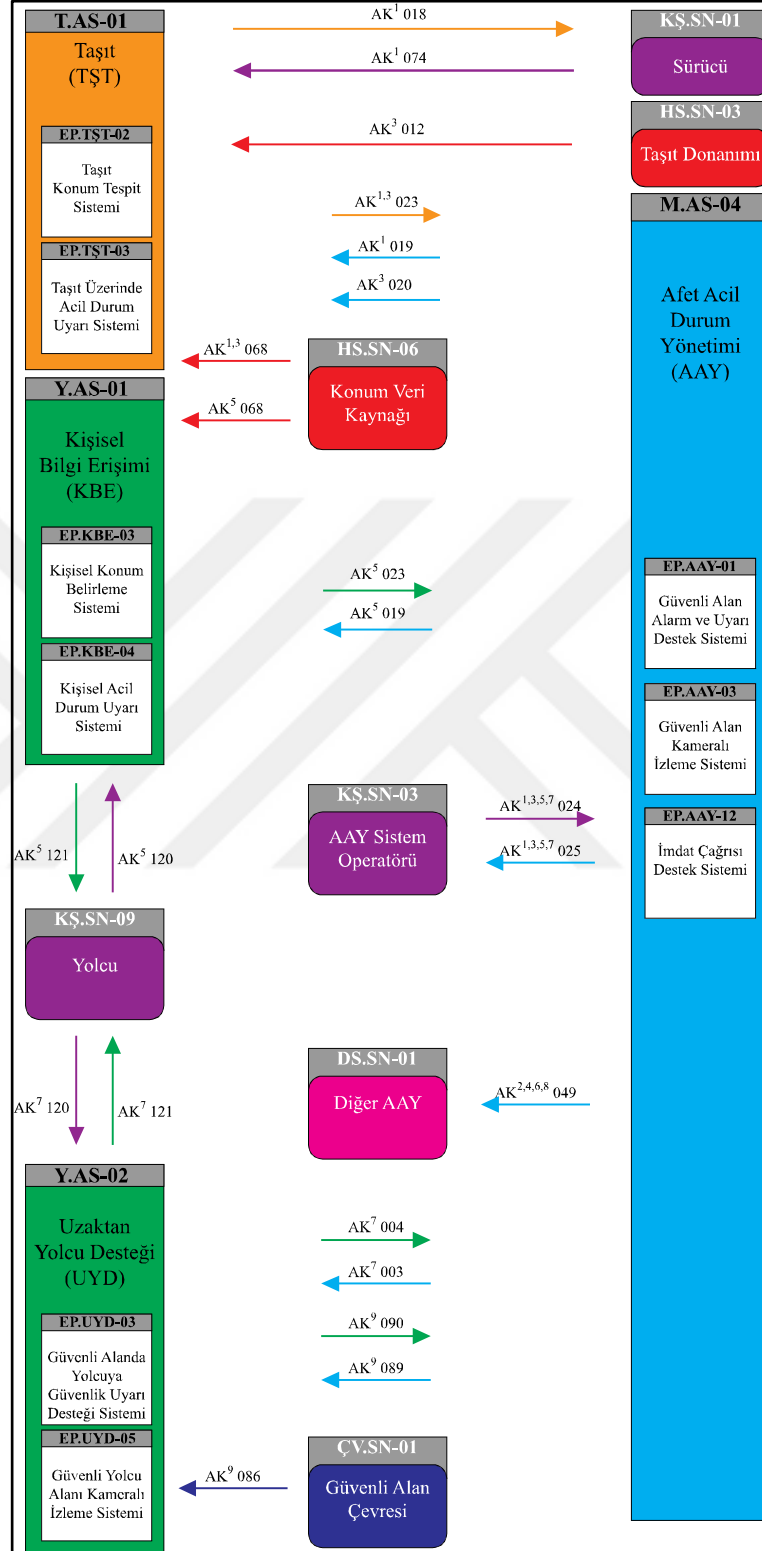 T.AS-01
Taşıt
(TŞT)
EP.TŞT-02
Taşıt
Konum Tespit
Sistemi
EP.TŞT-03
Taşıt Üzerinde
Acil Durum
Uyarı Sistemi
AK¹ 018
AK¹ 074
AK³ 012
AK¹,³ 023
AK¹ 019
AK³ 020
KŞ.SN-01
Sürücü
HS.SN-03
Taşıt Donanımı
M.AS-04
Afet Acil
Durum
Yönetimi
(AAY)
EP.AAY-01
Güvenli Alan
Alarm ve Uyarı
Destek Sistemi
EP.AAY-03
Güvenli Alan
Kameralı
İzleme Sistemi
EP.AAY-12
İmdat Çağrısı
Destek Sistemi
AK¹,³ 068
AK⁵ 068
HS.SN-06
Konum Veri
Kaynağı
Y.AS-01
Kişisel
Bilgi Erişimi
(KBE)
EP.KBE-03
Kişisel Konum
Belirleme
Sistemi
EP.KBE-04
Kişisel Acil
Durum Uyarı
Sistemi
AK⁵ 023
AK⁵ 019
KŞ.SN-03
AAY Sistem
Operatörü
AK¹,³,⁵,⁷ 024
AK¹,³,⁵,⁷ 025
AK⁵ 121
AK⁵ 120
KŞ.SN-09
Yolcu
AK⁷ 120
AK⁷ 121
DS.SN-01
Diğer AAY
AK²,⁴,⁶,⁸ 049
Y.AS-02
Uzaktan
Yolcu Desteği
(UYD)
EP.UYD-03
Güvenli Alanda
Yolcuya
Güvenlik Uyarı
Desteği Sistemi
EP.UYD-05
Güvenli Yolcu
Alanı Kameralı
İzleme Sistemi
AK⁷ 004
AK⁷ 003
AK⁹ 090
AK⁹ 089
AK⁹ 086
ÇV.SN-01
Güvenli Alan
Çevresi